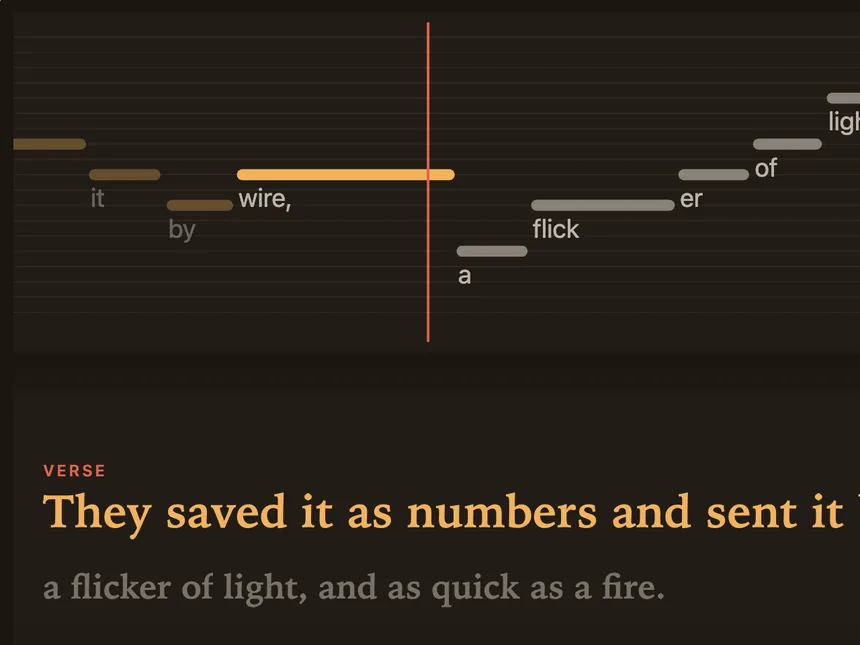 ligh
of
it
wire,
er
by
flick
a
VERSE
They saved it as numbers and sent it
a flicker of light, and as quick as a fire.